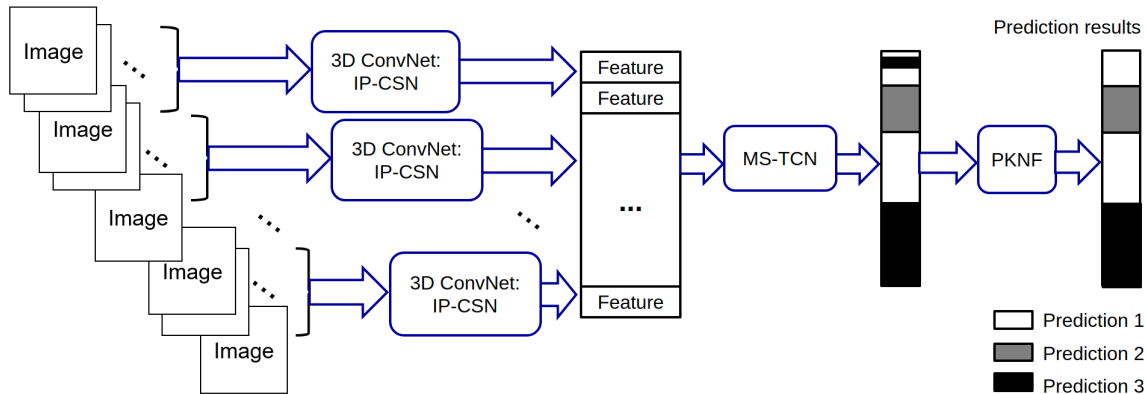 Image
Image
Image
Image
Image
3D ConvNet:
IP-CSN
3D ConvNet:
IP-CSN
3D ConvNet:
IP-CSN
Feature
Feature
...
Feature
MS-TCN
PKNF
Prediction results
Prediction 1
Prediction 2
Prediction 3